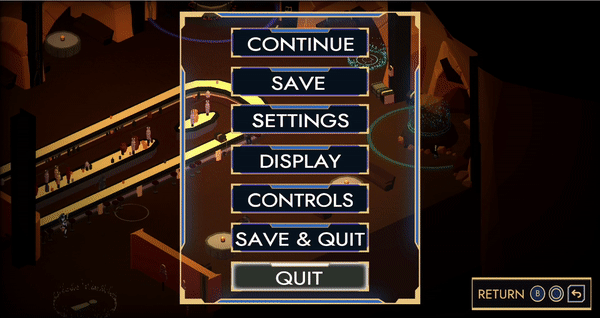 CONTINUE
SAVE
SETTINGS
DISPLAY
CONTROLS
SAVE & QUIT
QUIT
RETURN B